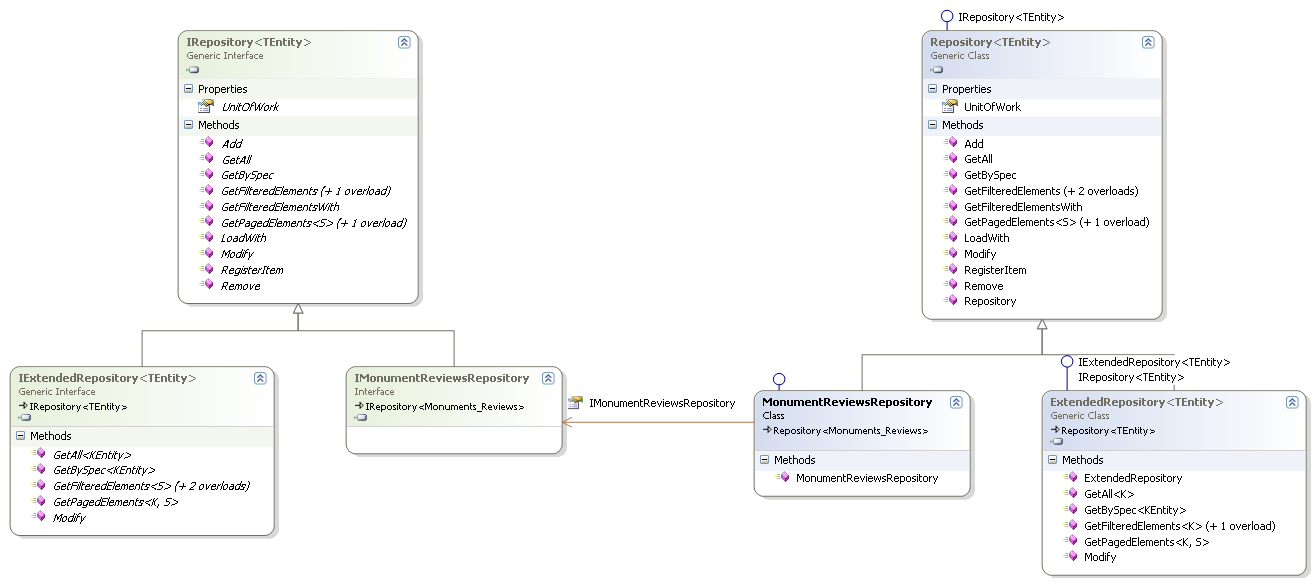 IRepository<TEntity>
Generic Interface
Properties
UnitOfWork
Methods
Add
GetAll
GetBySpec
GetFilteredElements (+ 1 overload)
GetFilteredElementsWith
GetPagedElements<S> (+ 1 overload)
LoadWith
Modify
RegisterItem
Remove
IRepository<TEntity>
Repository<TEntity>
Generic Class
Properties
UnitOfWork
Methods
Add
GetAll
GetBySpec
GetFilteredElements (+ 2 overloads)
GetFilteredElementsWith
GetPagedElements<S> (+ 1 overload)
LoadWith
Modify
RegisterItem
Remove
Repository
IExtendedRepository<TEntity>
Generic Interface
IRepository<TEntity>
Methods
GetAll<KEntity>
GetBySpec<KEntity>
GetFilteredElements<S> (+ 2 overloads)
GetPagedElements<K, S>
Modify
IMonumentReviewsRepository
Interface
IRepository<Monuments_Reviews>
IMonumentReviewsRepository
MonumentReviewsRepository
Class
Repository<Monuments_Reviews>
Methods
MonumentReviewsRepository
IExtendedRepository<TEntity>
IRepository<TEntity>
ExtendedRepository<TEntity>
Generic Class
Repository<TEntity>
Methods
ExtendedRepository
GetAll<K>
GetBySpec<KEntity>
GetFilteredElements<K> (+ 1 overload)
GetPagedElements<K, S>
Modify